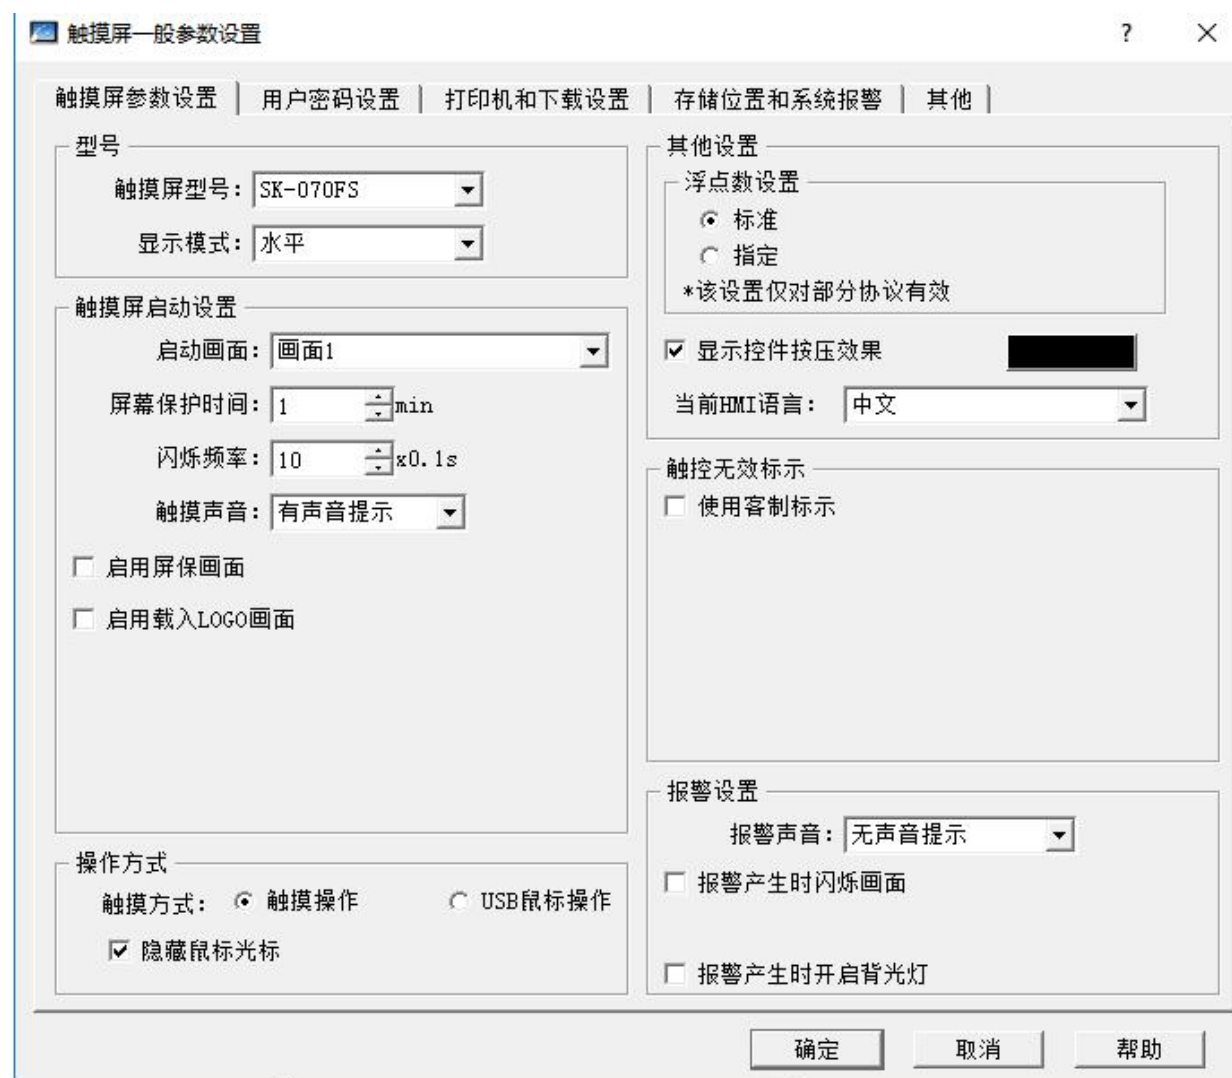 触摸屏一般参数设置
触摸屏参数设置 用户密码设置 打印机和下载设置 存储位置和系统报警 其他
型号
触摸屏型号: SK-070FS
显示模式: 水平
触摸屏启动设置
启动画面: 画面1
屏幕保护时间: 1 min
闪烁频率: 10 x0.1s
触摸声音: 有声音提示
启用屏保画面
启用载入LOGO画面
操作方式
触摸方式: 触摸操作 USB鼠标操作
隐藏鼠标光标
其他设置
浮点数设置
标准
指定
*该设置仅对部分协议有效
显示控件按压效果
当前HMI语言: 中文
触控无效标示
使用客制标示
报警设置
报警声音: 无声音提示
报警产生时闪烁画面
报警产生时开启背光灯
确定 取消 帮助